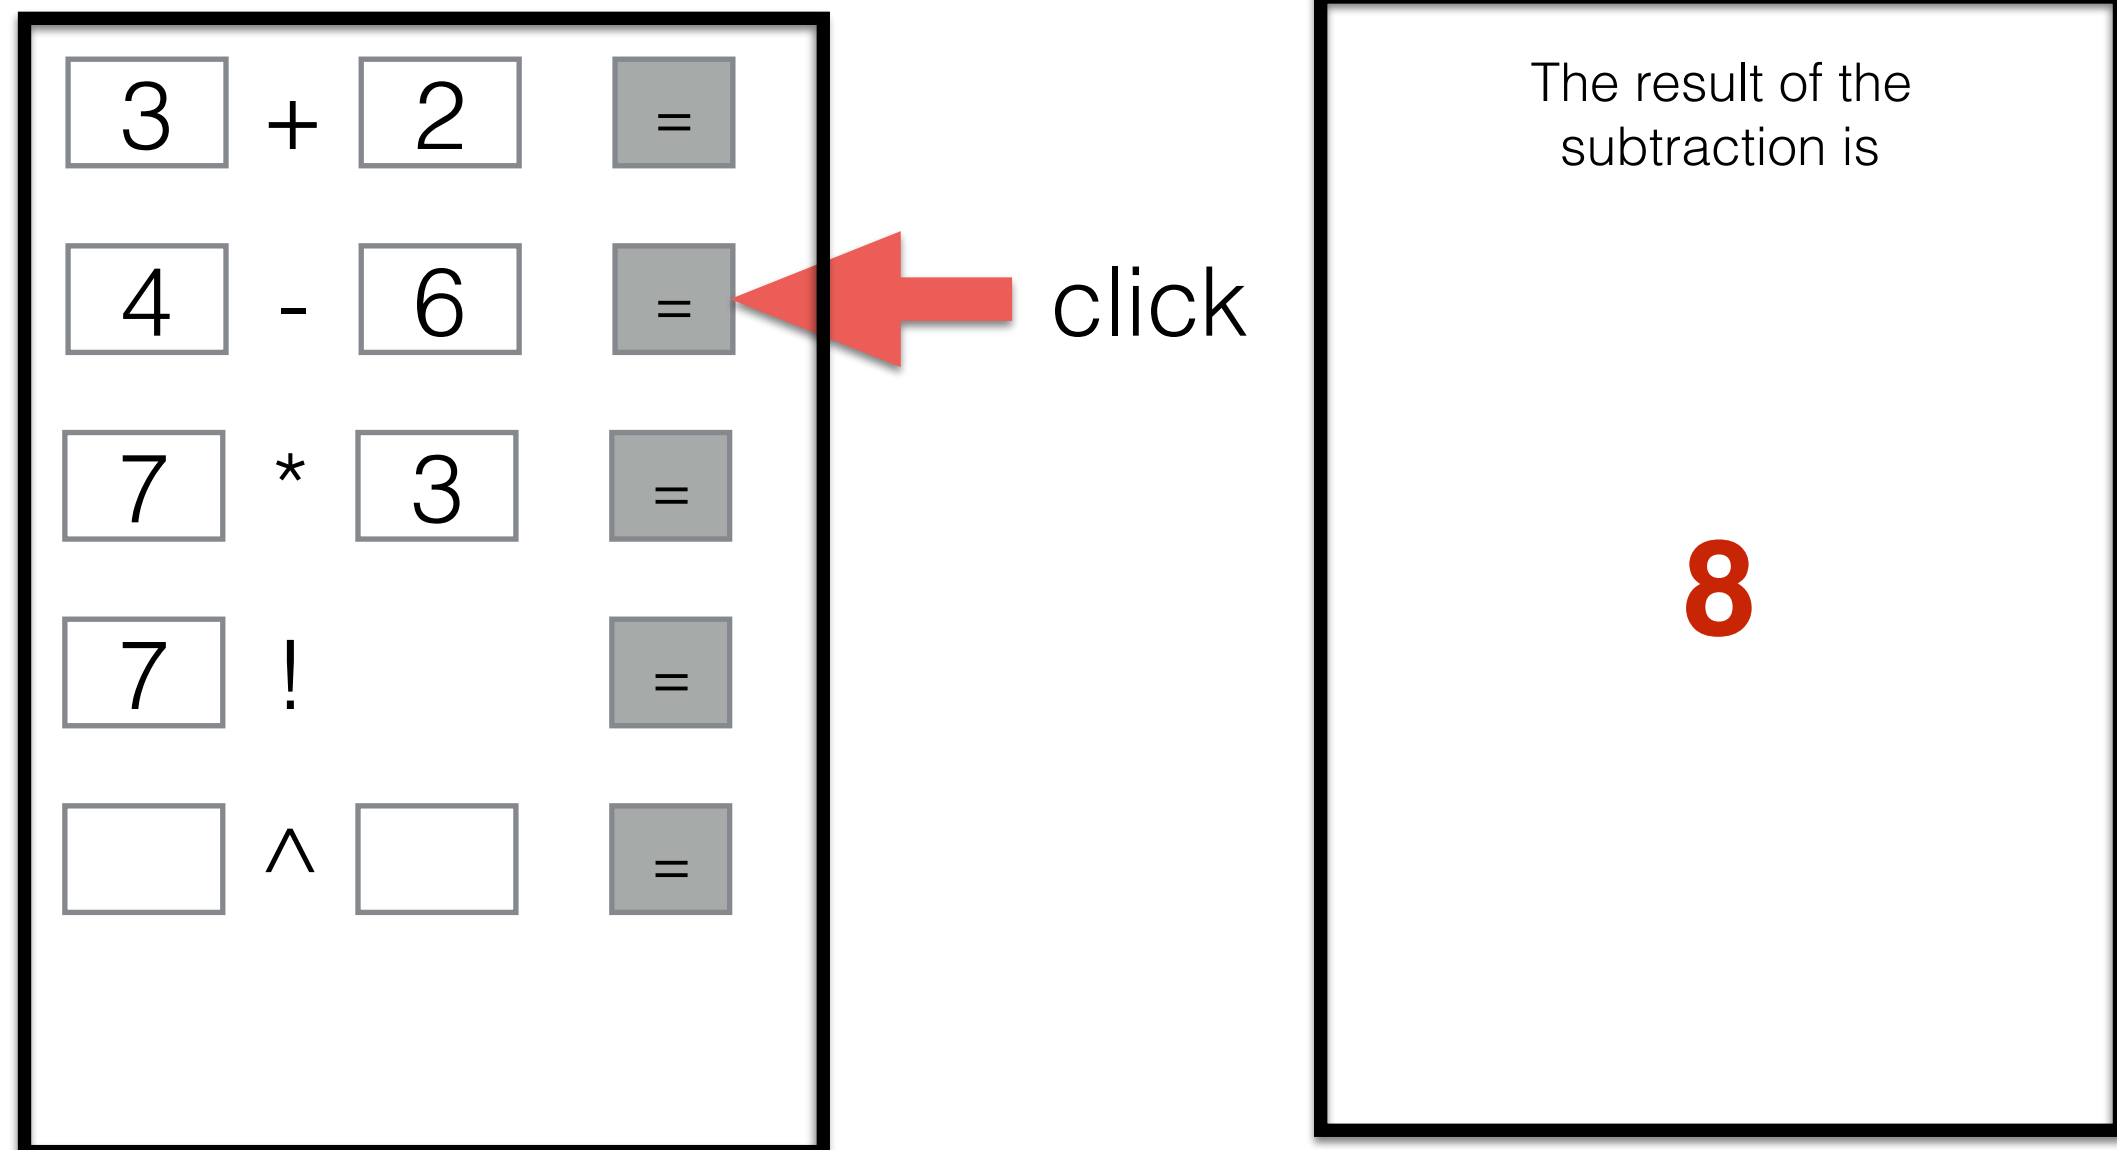 3 + 2 =
4 - 6 =
click
7 * 3 =
7 ! =
^ =
The result of the
subtraction is
8